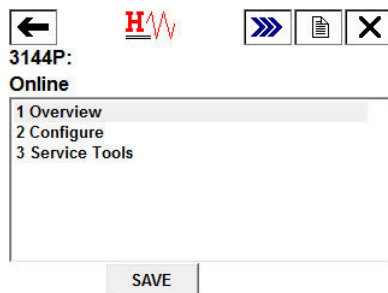 H
3144P:
Online
1 Overview
2 Configure
3 Service Tools
SAVE